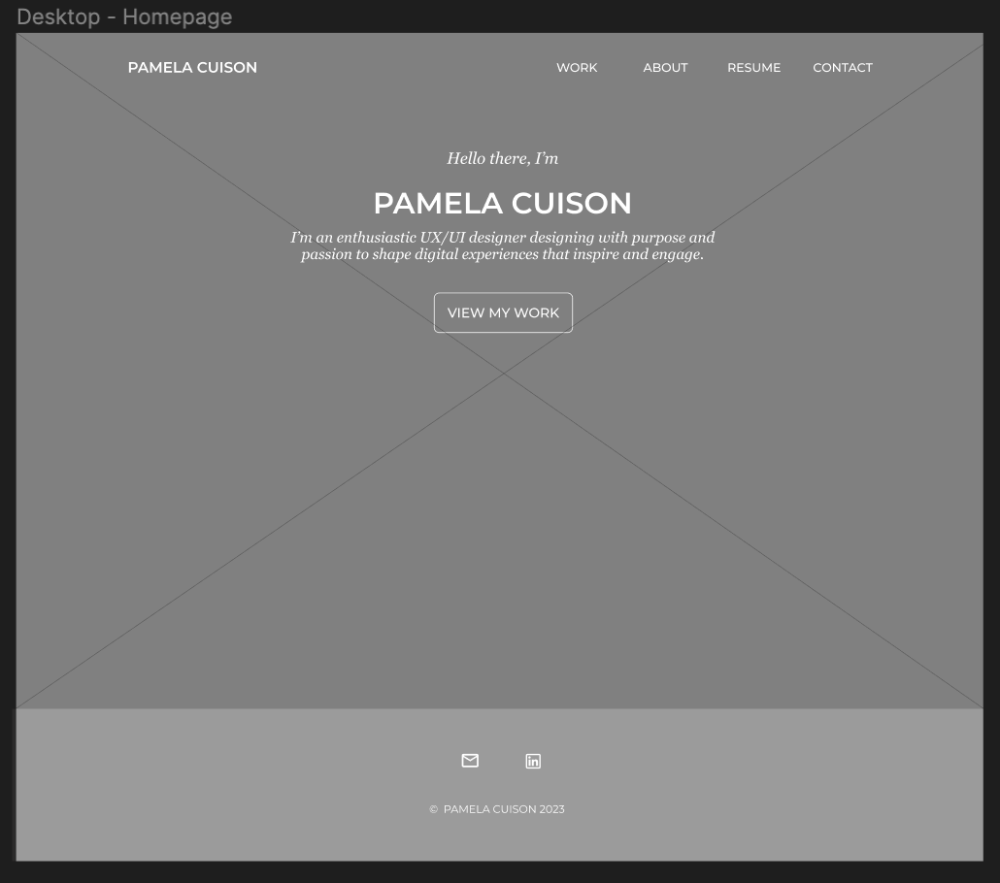 Desktop - Homepage
PAMELA CUISON
WORK ABOUT RESUME CONTACT
Hello there, I’m
PAMELA CUISON
I’m an enthusiastic UX/UI designer designing with purpose and
passion to shape digital experiences that inspire and engage.
VIEW MY WORK
in
© PAMELA CUISON 2023